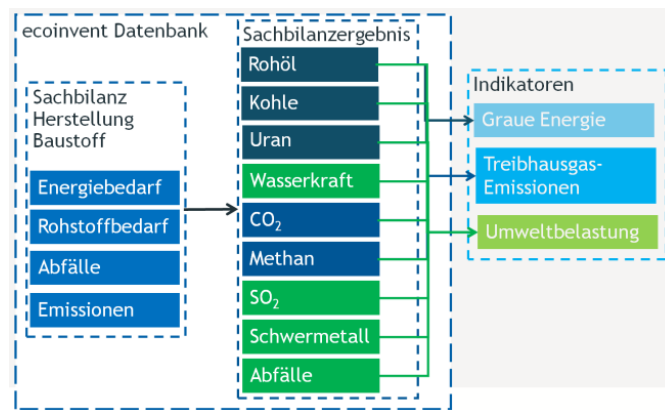 ecoinvent Datenbank
Sachbilanz
Herstellung
Baustoff
Energiebedarf
Rohstoffbedarf
Abfälle
Emissionen
Sachbilanzergebnis
Rohöl
Kohle
Uran
Wasserkraft
CO₂
Methan
SO₂
Schwermetall
Abfälle
Indikatoren
Graue Energie
Treibhausgas-
Emissionen
Umweltbelastung